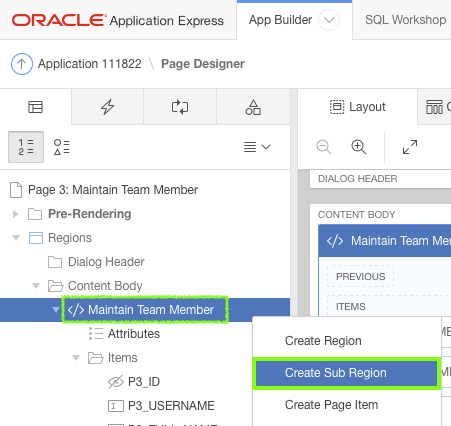 ORACLE Application Express App Builder SQL Workshop
Application 111822 \ Page Designer
Layout
Page 3: Maintain Team Member
DIALOG HEADER
Pre-Rendering
CONTENT BODY
Regions
Maintain Team Mem
Dialog Header
Content Body
PREVIOUS
Maintain Team Member
ITEMS
Attributes
Create Region
Items
Create Sub Region
P3_ID
P3_USERNAME
Create Page Item